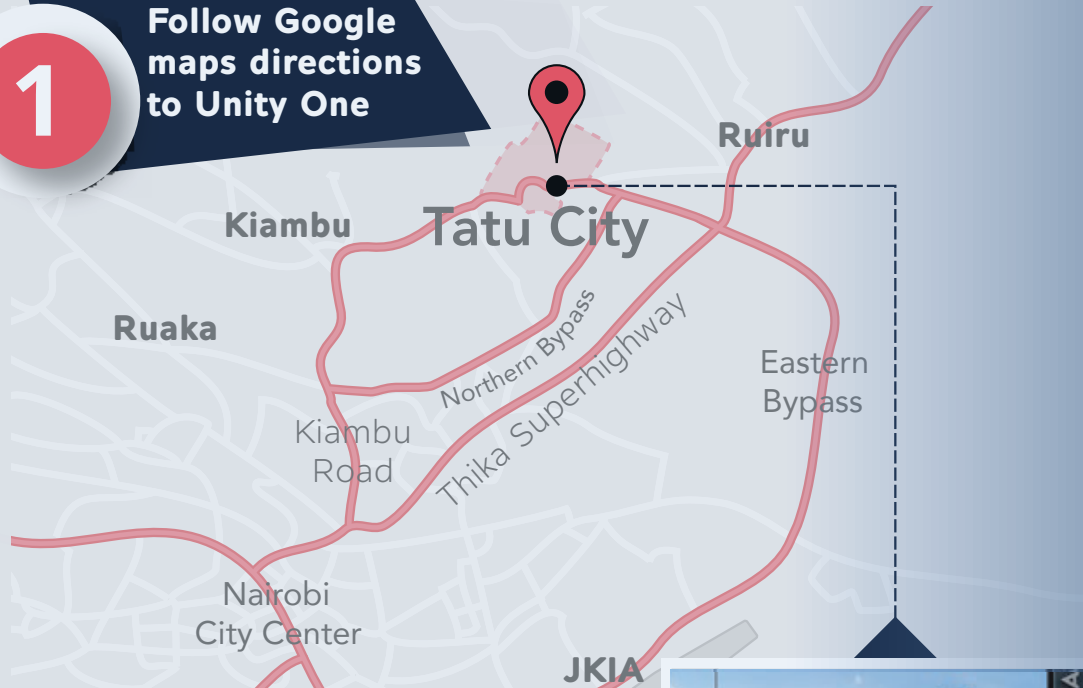 1
Follow Google
maps directions
to Unity One
Ruiru
Kiambu
Tatu City
Ruaka
Northern Bypass
Thika Superhighway
Eastern
Bypass
Kiambu
Road
Nairobi
City Center
JKIA